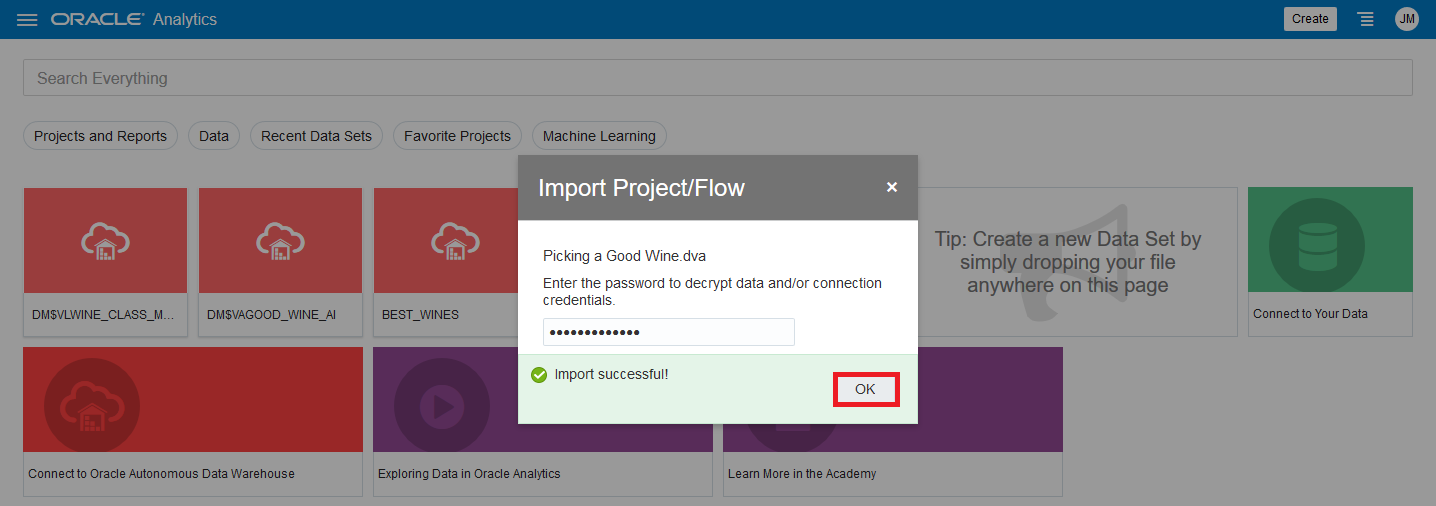 ORACLE Analytics
Create
JM
Search Everything
Projects and Reports
Data
Recent Data Sets
Favorite Projects
Machine Learning
Import Project/Flow
Picking a Good Wine.dva
Enter the password to decrypt data and/or connection
credentials.
•••••••••••••
Import successful!
OK
DM$VLWINE_CLASS_M...
DM$VAGOOD_WINE_AI
BEST_WINES
Tip: Create a new Data Set by
simply dropping your file
anywhere on this page
Connect to Your Data
Connect to Oracle Autonomous Data Warehouse
Exploring Data in Oracle Analytics
Learn More in the Academy